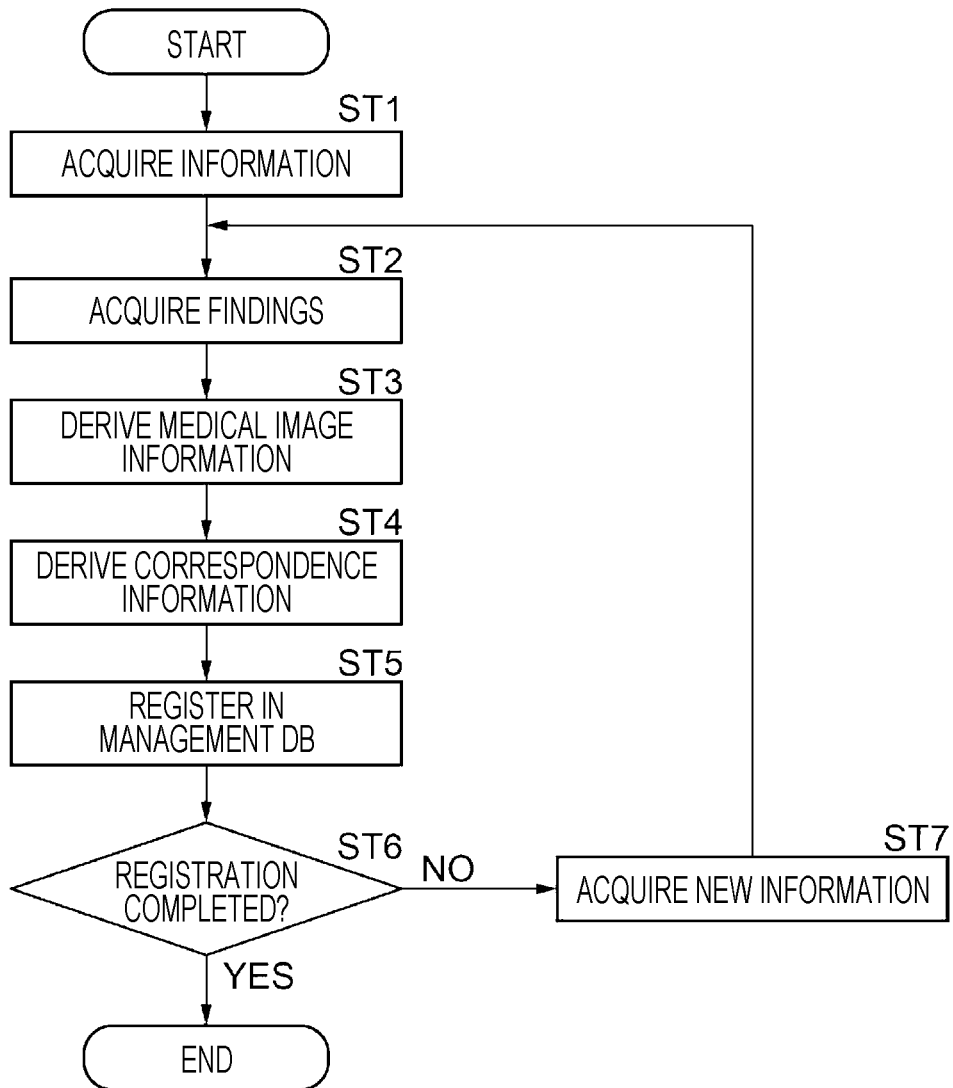 START
ST1
ACQUIRE INFORMATION
ST2
ACQUIRE FINDINGS
ST3
DERIVE MEDICAL IMAGE
INFORMATION
ST4
DERIVE CORRESPONDENCE
INFORMATION
ST5
REGISTER IN
MANAGEMENT DB
ST6
REGISTRATION
COMPLETED?
NO
ST7
ACQUIRE NEW INFORMATION
YES
END